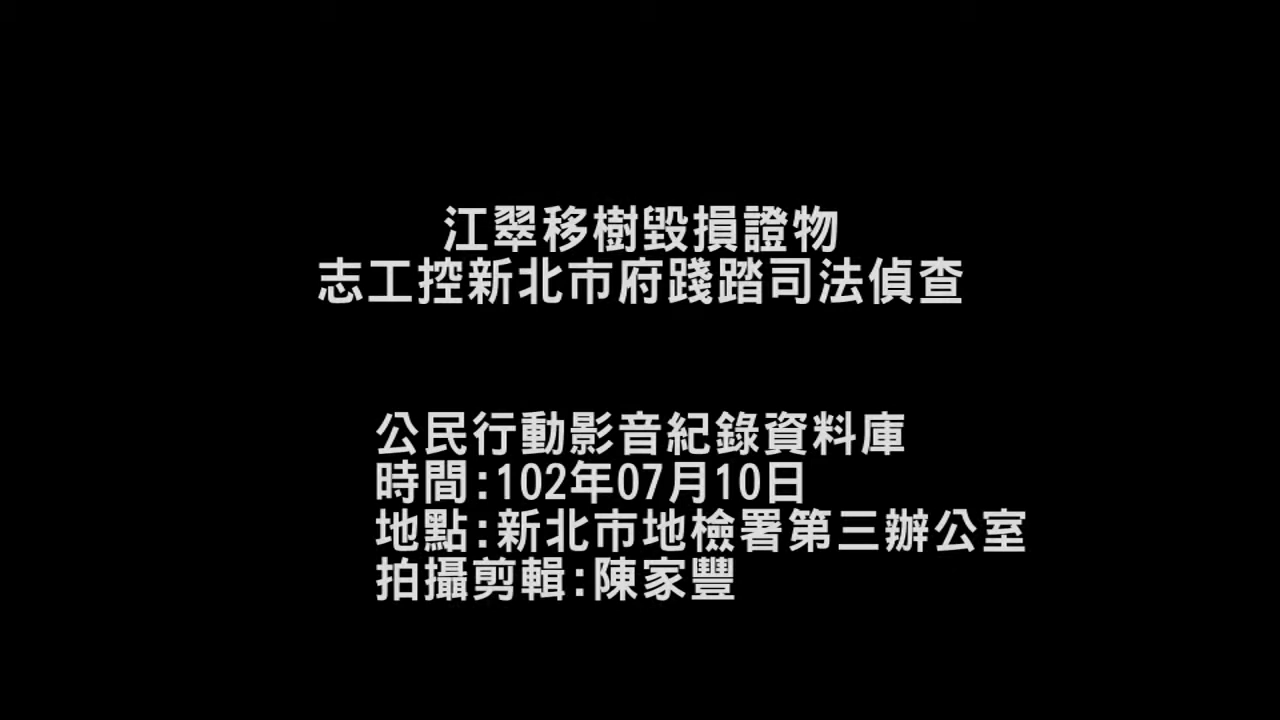 江翠移樹毀損證物
志工控新北市府踐踏司法偵查
公民行動影音紀錄資料庫
時間:102年07月10日
地點:新北市地檢署第三辦公室
拍攝剪輯:陳家豐